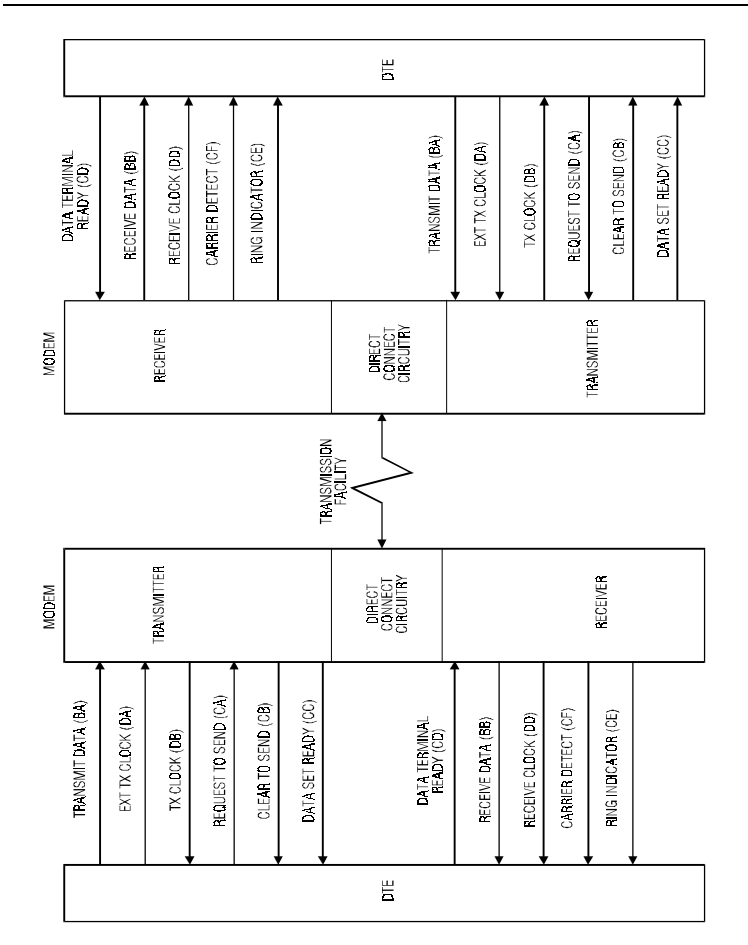 DTE
TRANSMIT DATA (BA)
EXT TX CLOCK (DA)
TX CLOCK (DB)
REQUEST TO SEND (CA)
CLEAR TO SEND (CB)
DATA SET READY (CC)
DATA TERMINAL
READY (CD)
RECEIVE DATA (BB)
RECEIVE CLOCK (DD)
CARRIER DETECT (CF)
RING INDICATOR (CE)
MODEM
TRANSMITTER
DIRECT
CONNECT
CIRCUITRY
RECEIVER
TRANSMISSION
FACILITY
MODEM
RECEIVER
DIRECT
CONNECT
CIRCUITRY
TRANSMITTER
DATA TERMINAL
READY (CD)
RECEIVE DATA (BB)
RECEIVE CLOCK (DD)
CARRIER DETECT (CF)
RING INDICATOR (CE)
TRANSMIT DATA (BA)
EXT TX CLOCK (DA)
TX CLOCK (DB)
REQUEST TO SEND (CA)
CLEAR TO SEND (CB)
DATA SET READY (CC)
DTE